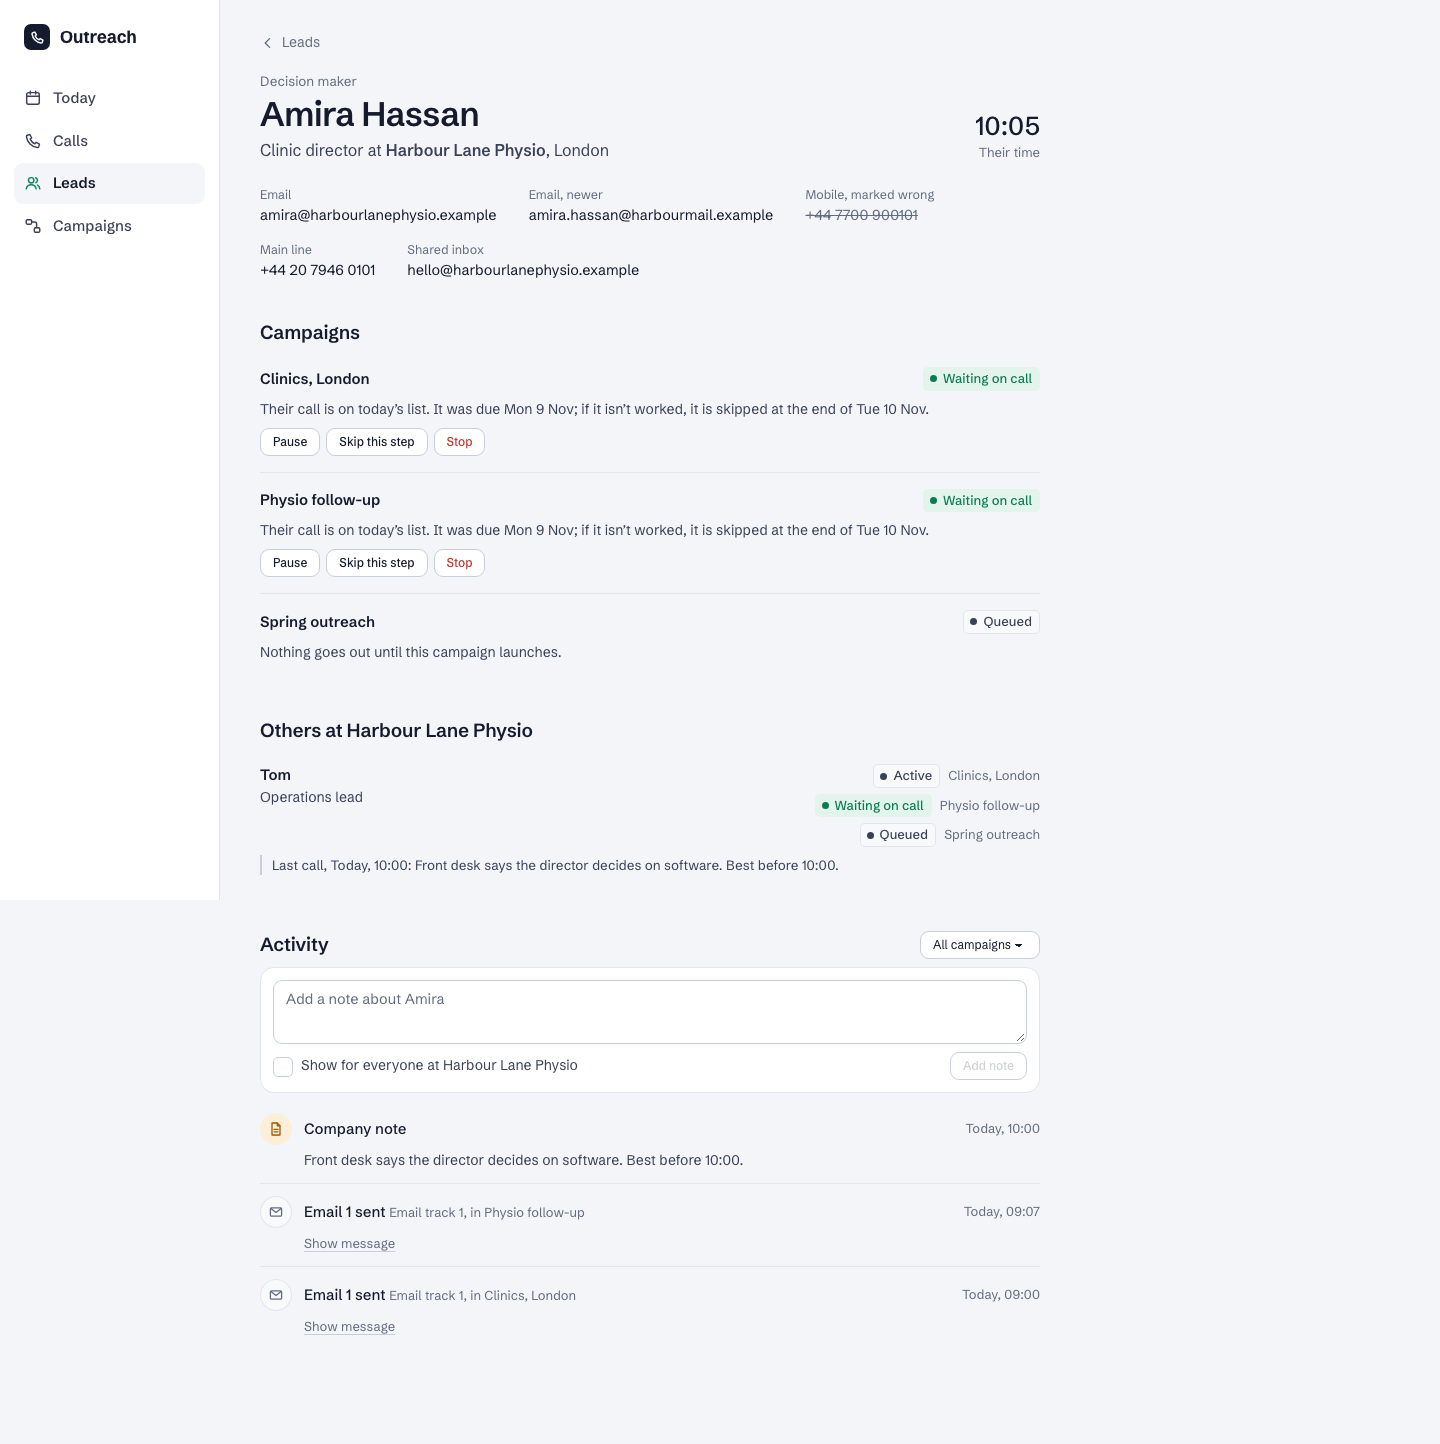 Outreach
Today
Calls
Leads
Campaigns
Leads
Decision maker
Amira Hassan
Clinic director at Harbour Lane Physio, London
10:05
Their time
Email
amira@harbourlanephysio.example
Email, newer
amira.hassan@harbourmail.example
Mobile, marked wrong
+44 7700 900101
Main line
+44 20 7946 0101
Shared inbox
hello@harbourlanephysio.example
Campaigns
Clinics, London
Waiting on call
Their call is on today’s list. It was due Mon 9 Nov; if it isn’t worked, it is skipped at the end of Tue 10 Nov.
Pause
Skip this step
Stop
Physio follow-up
Waiting on call
Their call is on today’s list. It was due Mon 9 Nov; if it isn’t worked, it is skipped at the end of Tue 10 Nov.
Pause
Skip this step
Stop
Spring outreach
Queued
Nothing goes out until this campaign launches.
Others at Harbour Lane Physio
Tom
Operations lead
Active Clinics, London
Waiting on call Physio follow-up
Queued Spring outreach
Last call, Today, 10:00: Front desk says the director decides on software. Best before 10:00.
Activity
All campaigns
Add a note about Amira
Show for everyone at Harbour Lane Physio
Add note
Company note
Today, 10:00
Front desk says the director decides on software. Best before 10:00.
Email 1 sent Email track 1, in Physio follow-up
Today, 09:07
Show message
Email 1 sent Email track 1, in Clinics, London
Today, 09:00
Show message